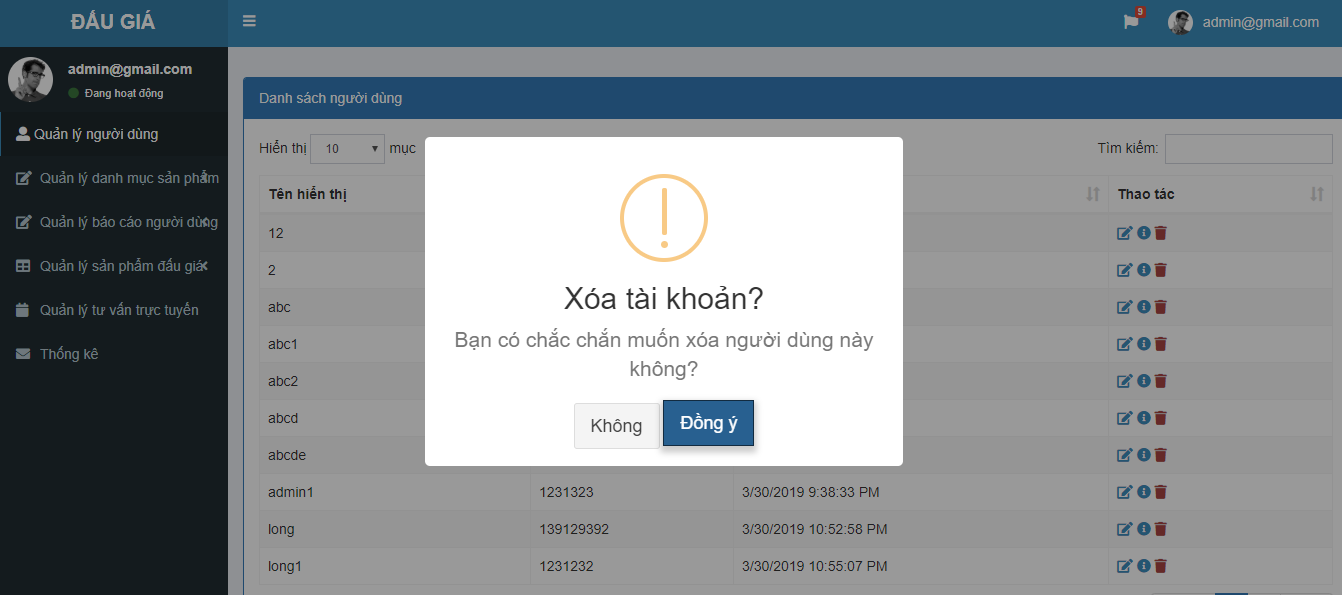 ĐẤU GIÁ
9
admin@gmail.com
admin@gmail.com
Đang hoạt động
Quản lý người dùng
Quản lý danh mục sản phẩm
Quản lý báo cáo người dùng
Quản lý sản phẩm đấu giá
Quản lý tư vấn trực tuyến
Thống kê
Danh sách người dùng
Hiển thị 10 mục
Tìm kiếm:
Tên hiển thị Thao tác
12
2
abc
abc1
abc2
abcd
abcde
admin1 1231323 3/30/2019 9:38:33 PM
long 139129392 3/30/2019 10:52:58 PM
long1 1231232 3/30/2019 10:55:07 PM
Xóa tài khoản?
Bạn có chắc chắn muốn xóa người dùng này
không?
Không Đồng ý